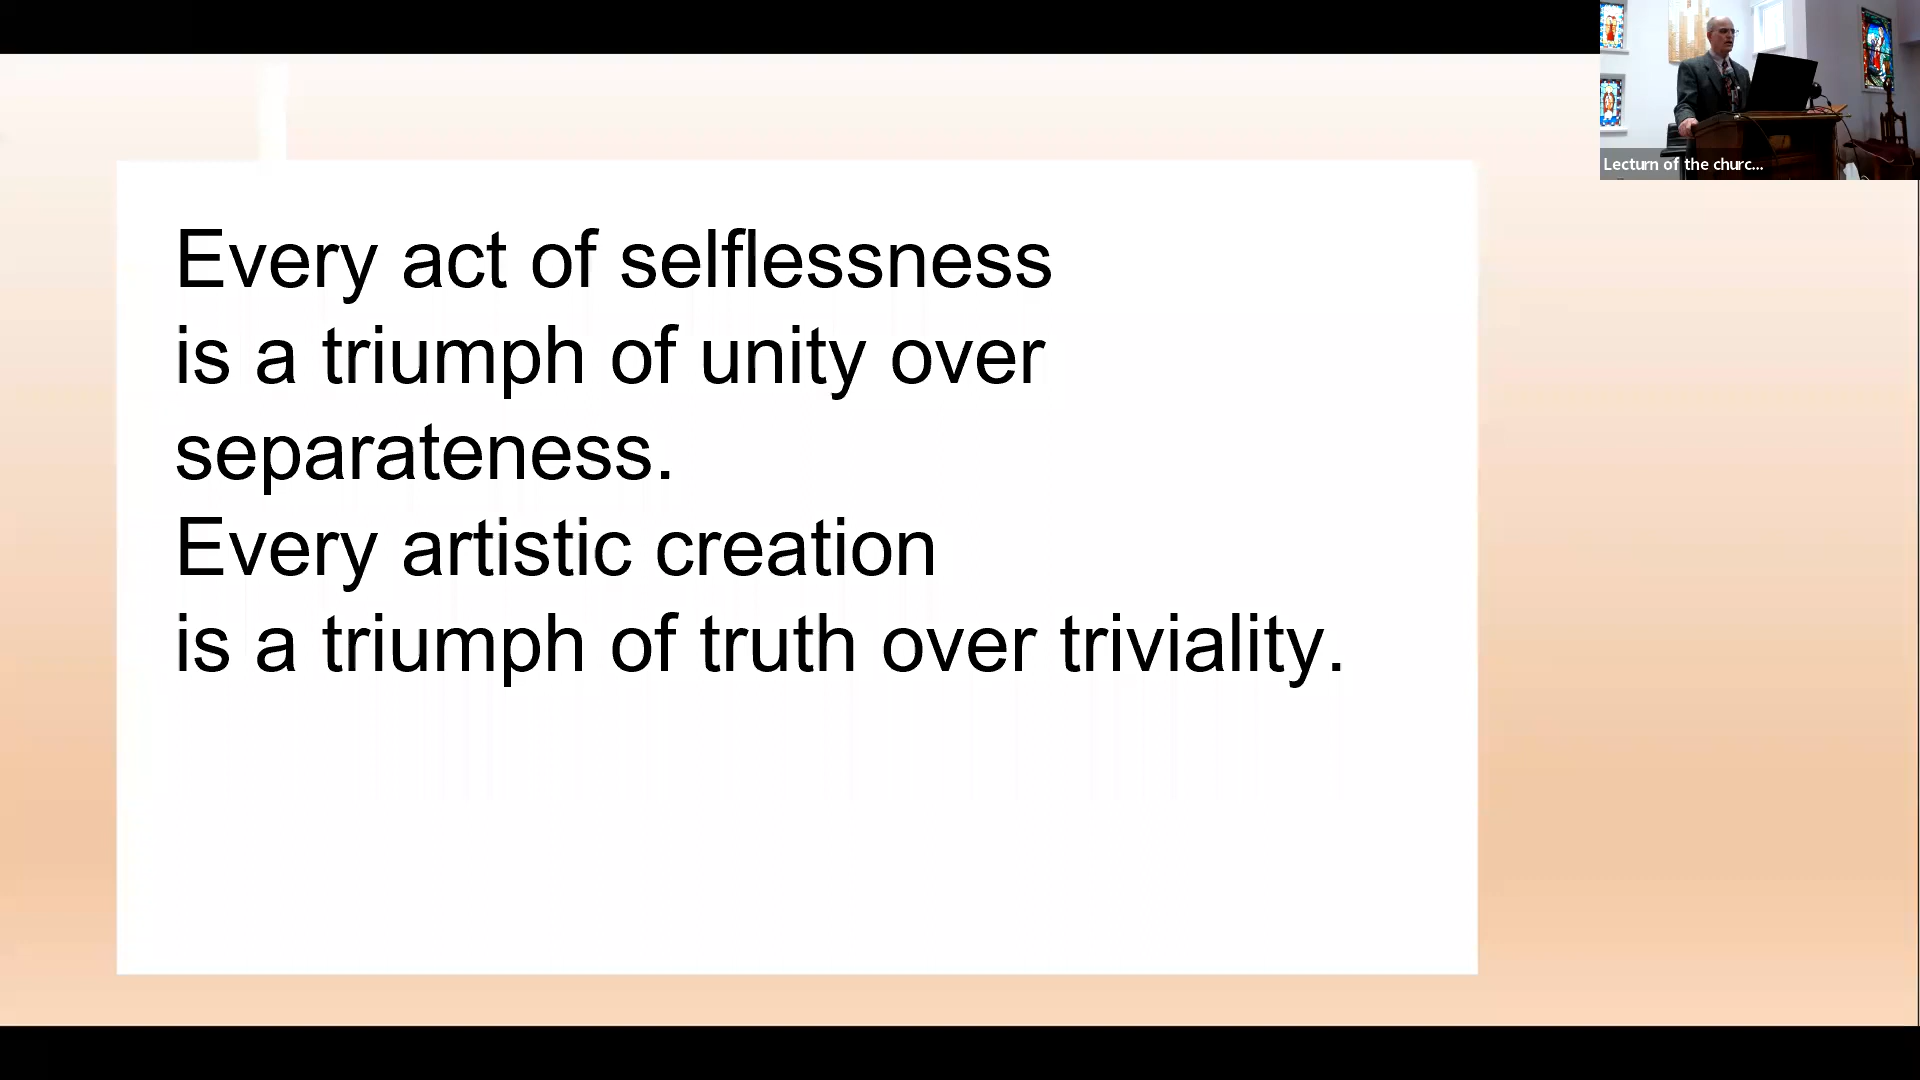 Every act of selflessness
is a triumph of unity over
separateness.
Every artistic creation
is a triumph of truth over triviality.
Lecturn of the churc...